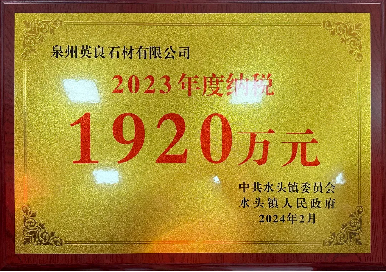 泉州英良石材有限公司
2023年度纳税
1920万元
中共水头镇委员会
水头镇人民政府
2024年2月